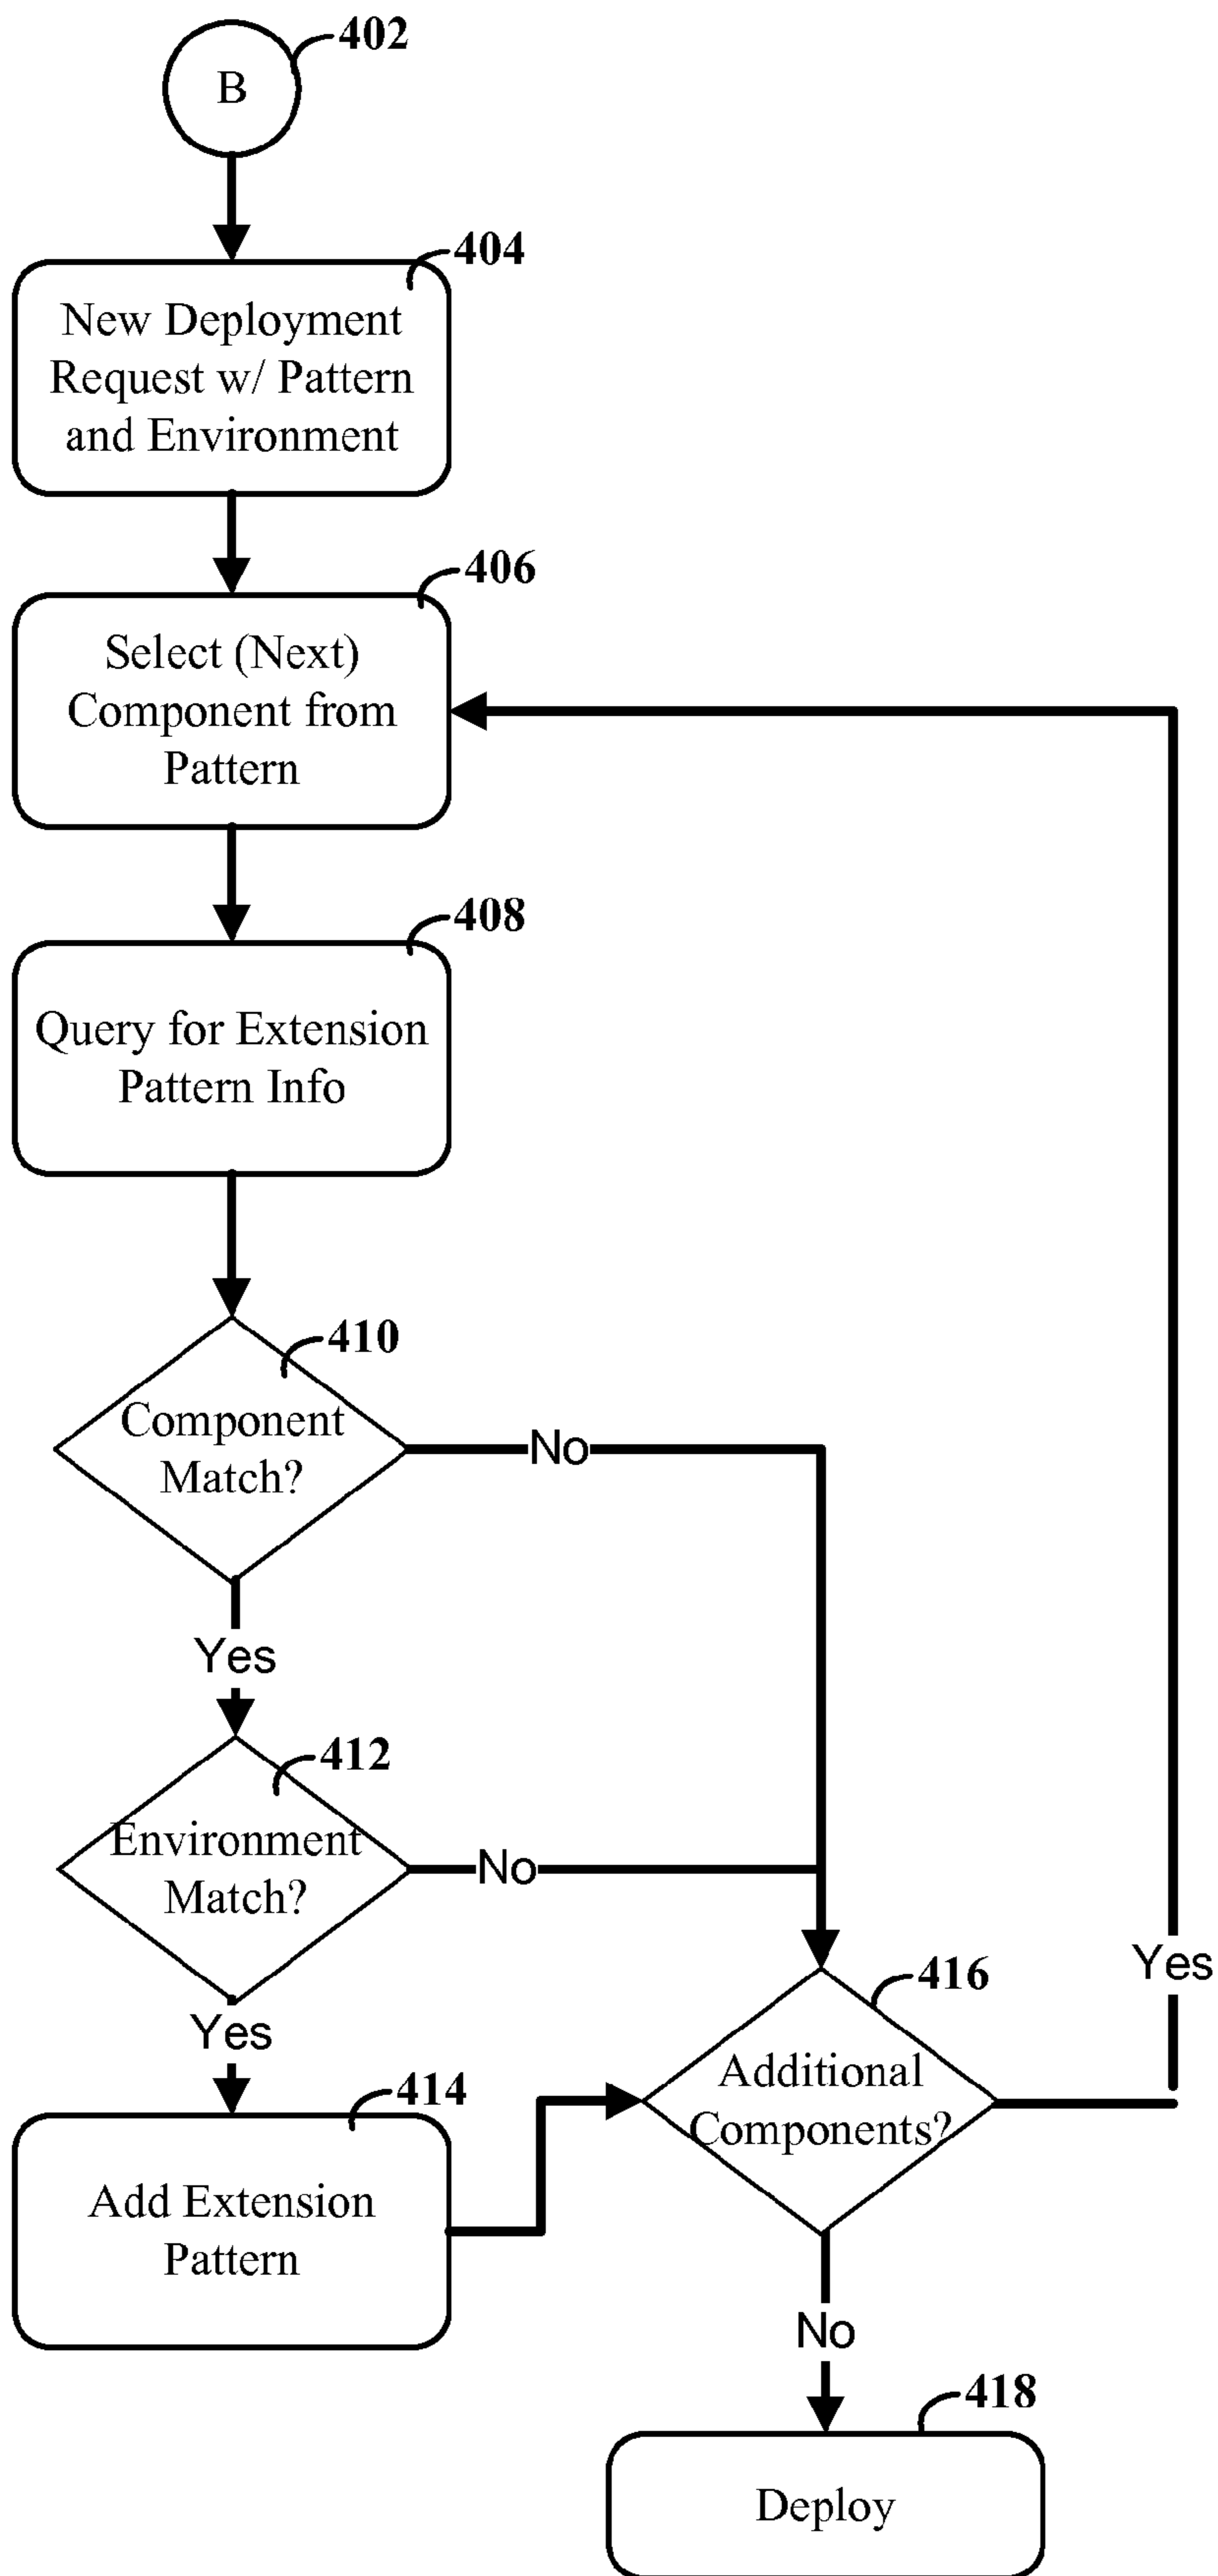 402
B
404
New Deployment
Request w/ Pattern
and Environment
406
Select (Next)
Component from
Pattern
408
Query for Extension
Pattern Info
410
Component
Match?
No
Yes
412
Environment
Match?
No
Yes
416
Additional
Components?
Yes
414
Add Extension
Pattern
No
418
Deploy